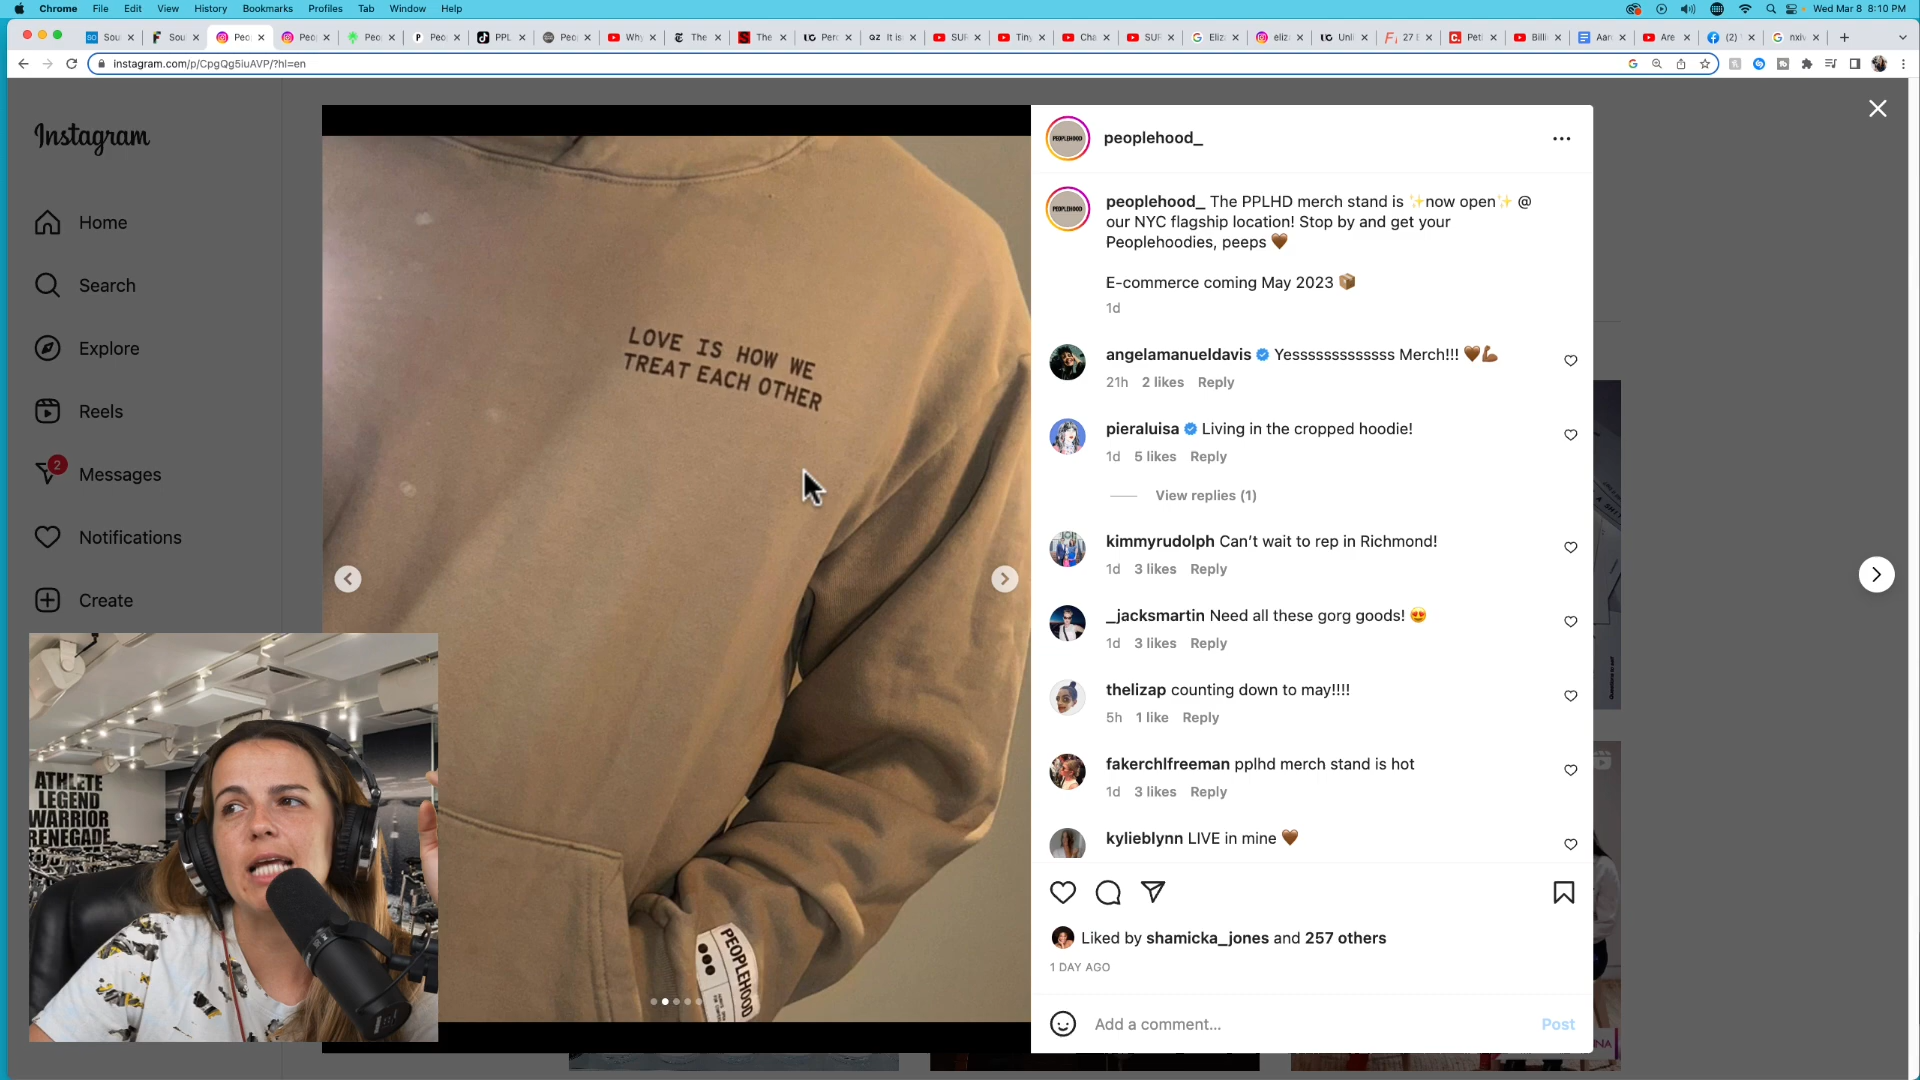 Chrome File Edit View History Bookmarks Profiles Tab Window Help
Wed Mar 8 8:10 PM
instagram.com/p/CpgQg5iuAVP/?hl=en
Instagram
Home
Search
Explore
Reels
2
Messages
Notifications
Create
ATHLETE
LEGEND
WARRIOR
RENEGADE
LOVE IS HOW WE
TREAT EACH OTHER
PEOPLEHOOD
peoplehood_
peoplehood_ The PPLHD merch stand is ✨now open✨ @
our NYC flagship location! Stop by and get your
Peoplehoodies, peeps 🤎
E-commerce coming May 2023 📦
1d
angelamanueldavis Yesssssssssssss Merch!!! 🤎💪🏾
21h 2 likes Reply
pieraluisa Living in the cropped hoodie!
1d 5 likes Reply
View replies (1)
kimmyrudolph Can't wait to rep in Richmond!
1d 3 likes Reply
_jacksmartin Need all these gorg goods! 😍
1d 3 likes Reply
thelizap counting down to may!!!!
5h 1 like Reply
fakerchlfreeman pplhd merch stand is hot
1d 3 likes Reply
kylieblynn LIVE in mine 🤎
Liked by shamicka_jones and 257 others
1 DAY AGO
Add a comment...
Post